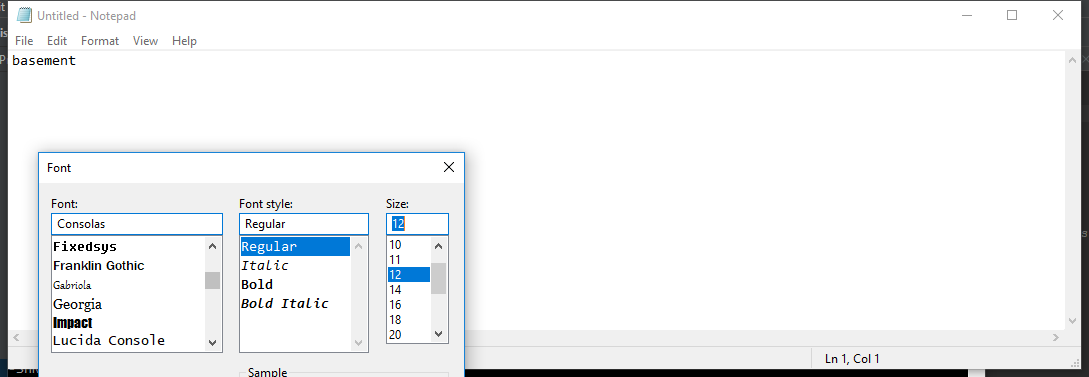 Untitled - Notepad
File Edit Format View Help
basement
Font
Font: Font style: Size:
Consolas Regular 12
Fixedsys
Franklin Gothic
Gabriola
Georgia
Impact
Lucida Console
Regular
Italic
Bold
Bold Italic
10
11
12
14
16
18
20
Sample
Ln 1, Col 1